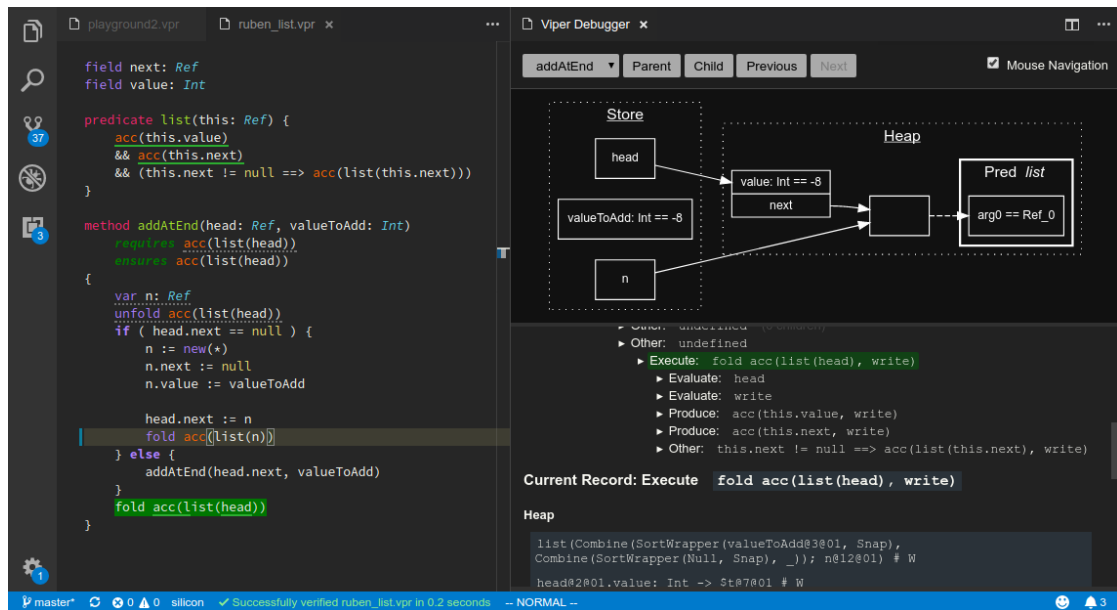 playground2.vpr
ruben_list.vpr ×
···
Viper Debugger ×
···
field next: Ref
field value: Int
predicate list(this: Ref) {
acc(this.value)
&& acc(this.next)
&& (this.next != null ==> acc(list(this.next)))
}
method addAtEnd(head: Ref, valueToAdd: Int)
requires acc(list(head))
ensures acc(list(head))
{
var n: Ref
unfold acc(list(head))
if ( head.next == null ) {
n := new(*)
n.next := null
n.value := valueToAdd
head.next := n
fold acc(list(n))
} else {
addAtEnd(head.next, valueToAdd)
}
fold acc(list(head))
}
37
3
1
addAtEnd ▾ Parent Child Previous Next Mouse Navigation
Store
head
valueToAdd: Int == -8
n
Heap
value: Int == -8
next
Pred list
arg0 == Ref_0
▸ Other: undefined (0 children)
▸ Other: undefined
▸ Execute: fold acc(list(head), write)
▸ Evaluate: head
▸ Evaluate: write
▸ Produce: acc(this.value, write)
▸ Produce: acc(this.next, write)
▸ Other: this.next != null ==> acc(list(this.next), write)
Current Record: Execute fold acc(list(head), write)
Heap
list(Combine(SortWrapper(valueToAdd@3@01, Snap),
Combine(SortWrapper(Null, Snap), _)); n@12@01) # W
head@2@01.value: Int -> $t@7@01 # W
master* 0 0 silicon ✓ Successfully verified ruben_list.vpr in 0.2 seconds -- NORMAL -- 3